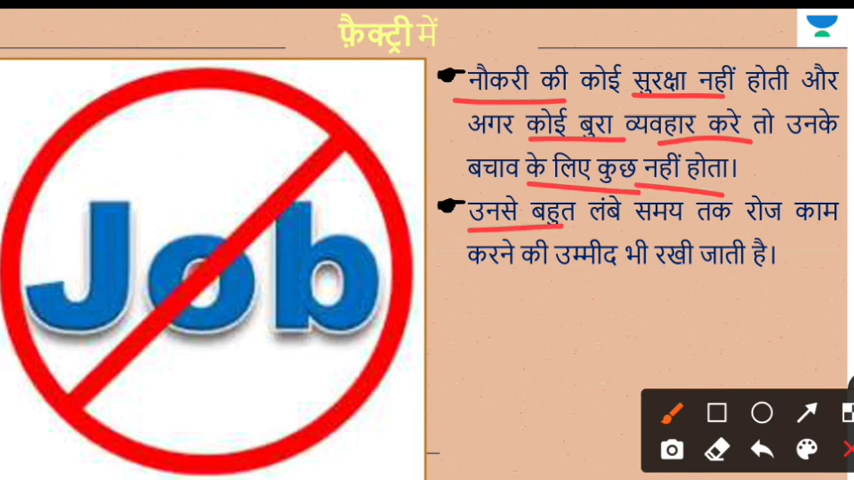 फ़ैक्ट्री में
नौकरी की कोई सुरक्षा नहीं होती और
अगर कोई बुरा व्यवहार करे तो उनके
बचाव के लिए कुछ नहीं होता।
उनसे बहुत लंबे समय तक रोज काम
करने की उम्मीद भी रखी जाती है।
Job